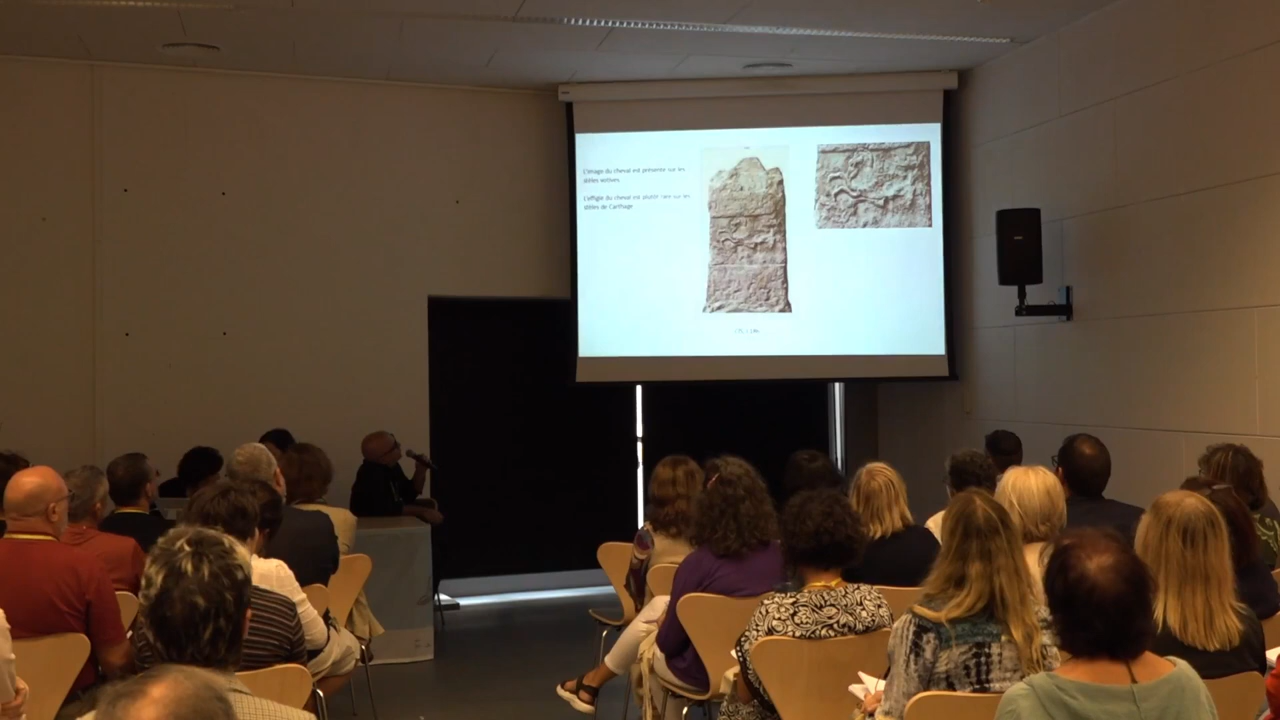 L'image du cheval est présente sur les
stèles votives.
L'effigie du cheval est plutôt rare sur les
stèles de Carthage